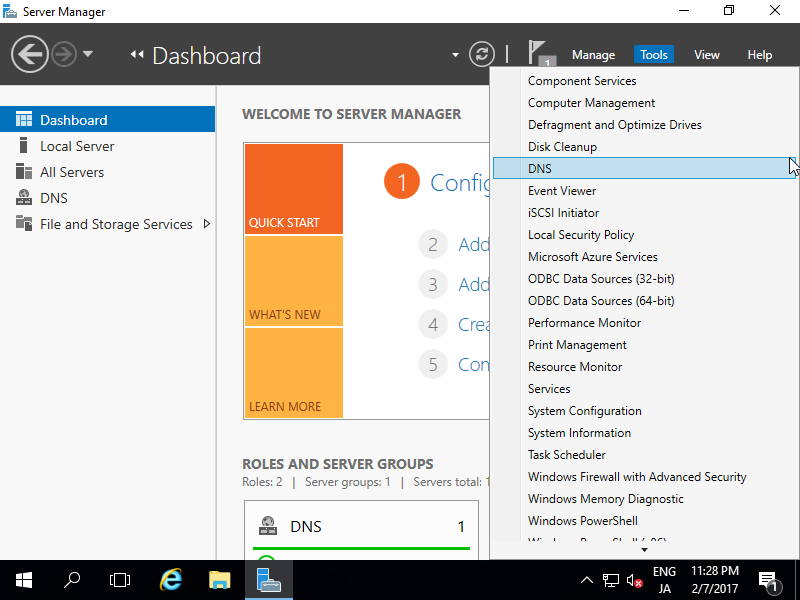 Server Manager
Dashboard
1
Manage
Tools
View
Help
Dashboard
Local Server
All Servers
DNS
File and Storage Services
WELCOME TO SERVER MANAGER
QUICK START
WHAT'S NEW
LEARN MORE
1
2
Add
3
Add
4
5
Component Services
Computer Management
Defragment and Optimize Drives
Disk Cleanup
DNS
Event Viewer
iSCSI Initiator
Local Security Policy
Microsoft Azure Services
ODBC Data Sources (32-bit)
ODBC Data Sources (64-bit)
Performance Monitor
Print Management
Resource Monitor
Services
System Configuration
System Information
Task Scheduler
Windows Firewall with Advanced Security
Windows Memory Diagnostic
Windows PowerShell
ROLES AND SERVER GROUPS
Roles: 2 | Server groups: 1 | Servers total: 1
DNS 1
ENG
JA
11:28 PM
2/7/2017
1